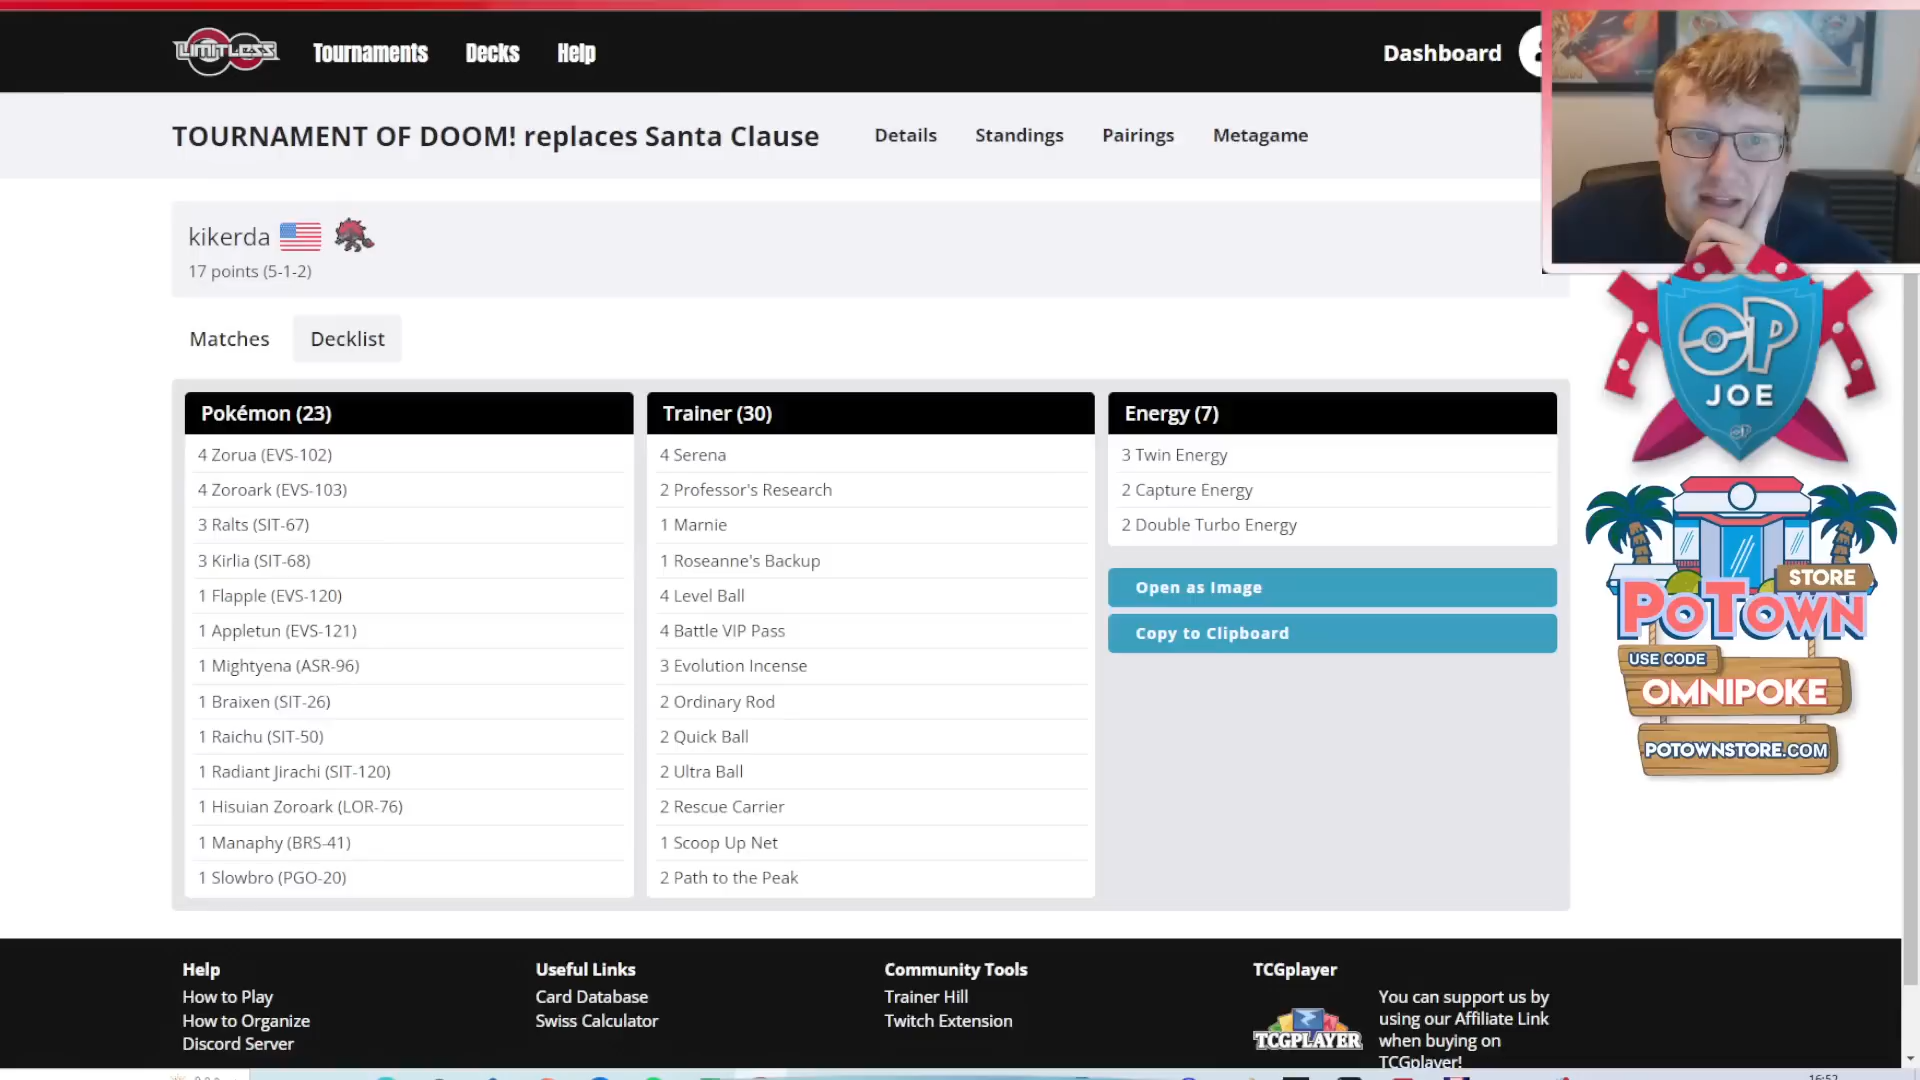 LIMITLESS
Tournaments Decks Help
Dashboard
TOURNAMENT OF DOOM! replaces Santa Clause
Details Standings Pairings Metagame
kikerda
17 points (5-1-2)
Matches Decklist
Pokémon (23)
4 Zorua (EVS-102)
4 Zoroark (EVS-103)
3 Ralts (SIT-67)
3 Kirlia (SIT-68)
1 Flapple (EVS-120)
1 Appletun (EVS-121)
1 Mightyena (ASR-96)
1 Braixen (SIT-26)
1 Raichu (SIT-50)
1 Radiant Jirachi (SIT-120)
1 Hisuian Zoroark (LOR-76)
1 Manaphy (BRS-41)
1 Slowbro (PGO-20)
Trainer (30)
4 Serena
2 Professor's Research
1 Marnie
1 Roseanne's Backup
4 Level Ball
4 Battle VIP Pass
3 Evolution Incense
2 Ordinary Rod
2 Quick Ball
2 Ultra Ball
2 Rescue Carrier
1 Scoop Up Net
2 Path to the Peak
Energy (7)
3 Twin Energy
2 Capture Energy
2 Double Turbo Energy
Open as Image
Copy to Clipboard
OP
JOE
STORE
POTOWN
USE CODE
OMNIPOKE
POTOWNSTORE.COM
Help
How to Play
How to Organize
Discord Server
Useful Links
Card Database
Swiss Calculator
Community Tools
Trainer Hill
Twitch Extension
TCGplayer
TCGPLAYER
You can support us by
using our Affiliate Link
when buying on
TCGplayer!
16:52